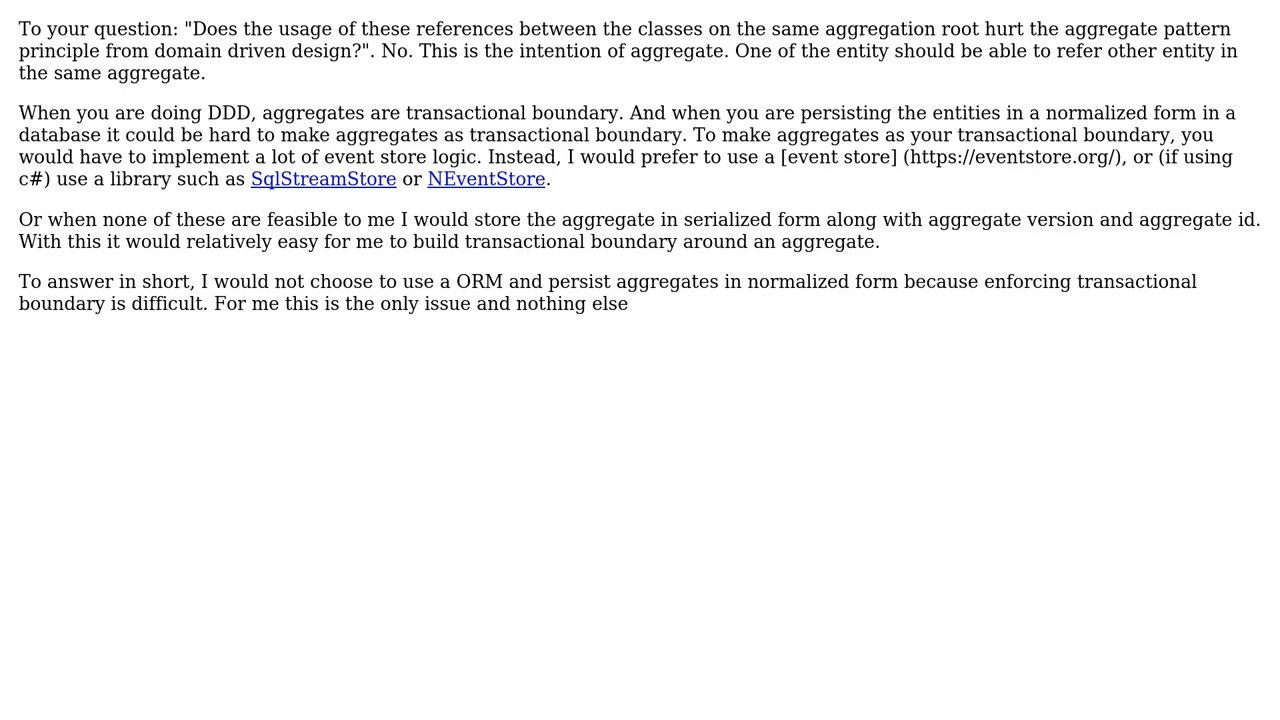 To your question: "Does the usage of these references between the classes on the same aggregation root hurt the aggregate pattern
principle from domain driven design?". No. This is the intention of aggregate. One of the entity should be able to refer other entity in
the same aggregate.
When you are doing DDD, aggregates are transactional boundary. And when you are persisting the entities in a normalized form in a
database it could be hard to make aggregates as transactional boundary. To make aggregates as your transactional boundary, you
would have to implement a lot of event store logic. Instead, I would prefer to use a [event store] (https://eventstore.org/), or (if using
c#) use a library such as SqlStreamStore or NEventStore.
Or when none of these are feasible to me I would store the aggregate in serialized form along with aggregate version and aggregate id.
With this it would relatively easy for me to build transactional boundary around an aggregate.
To answer in short, I would not choose to use a ORM and persist aggregates in normalized form because enforcing transactional
boundary is difficult. For me this is the only issue and nothing else